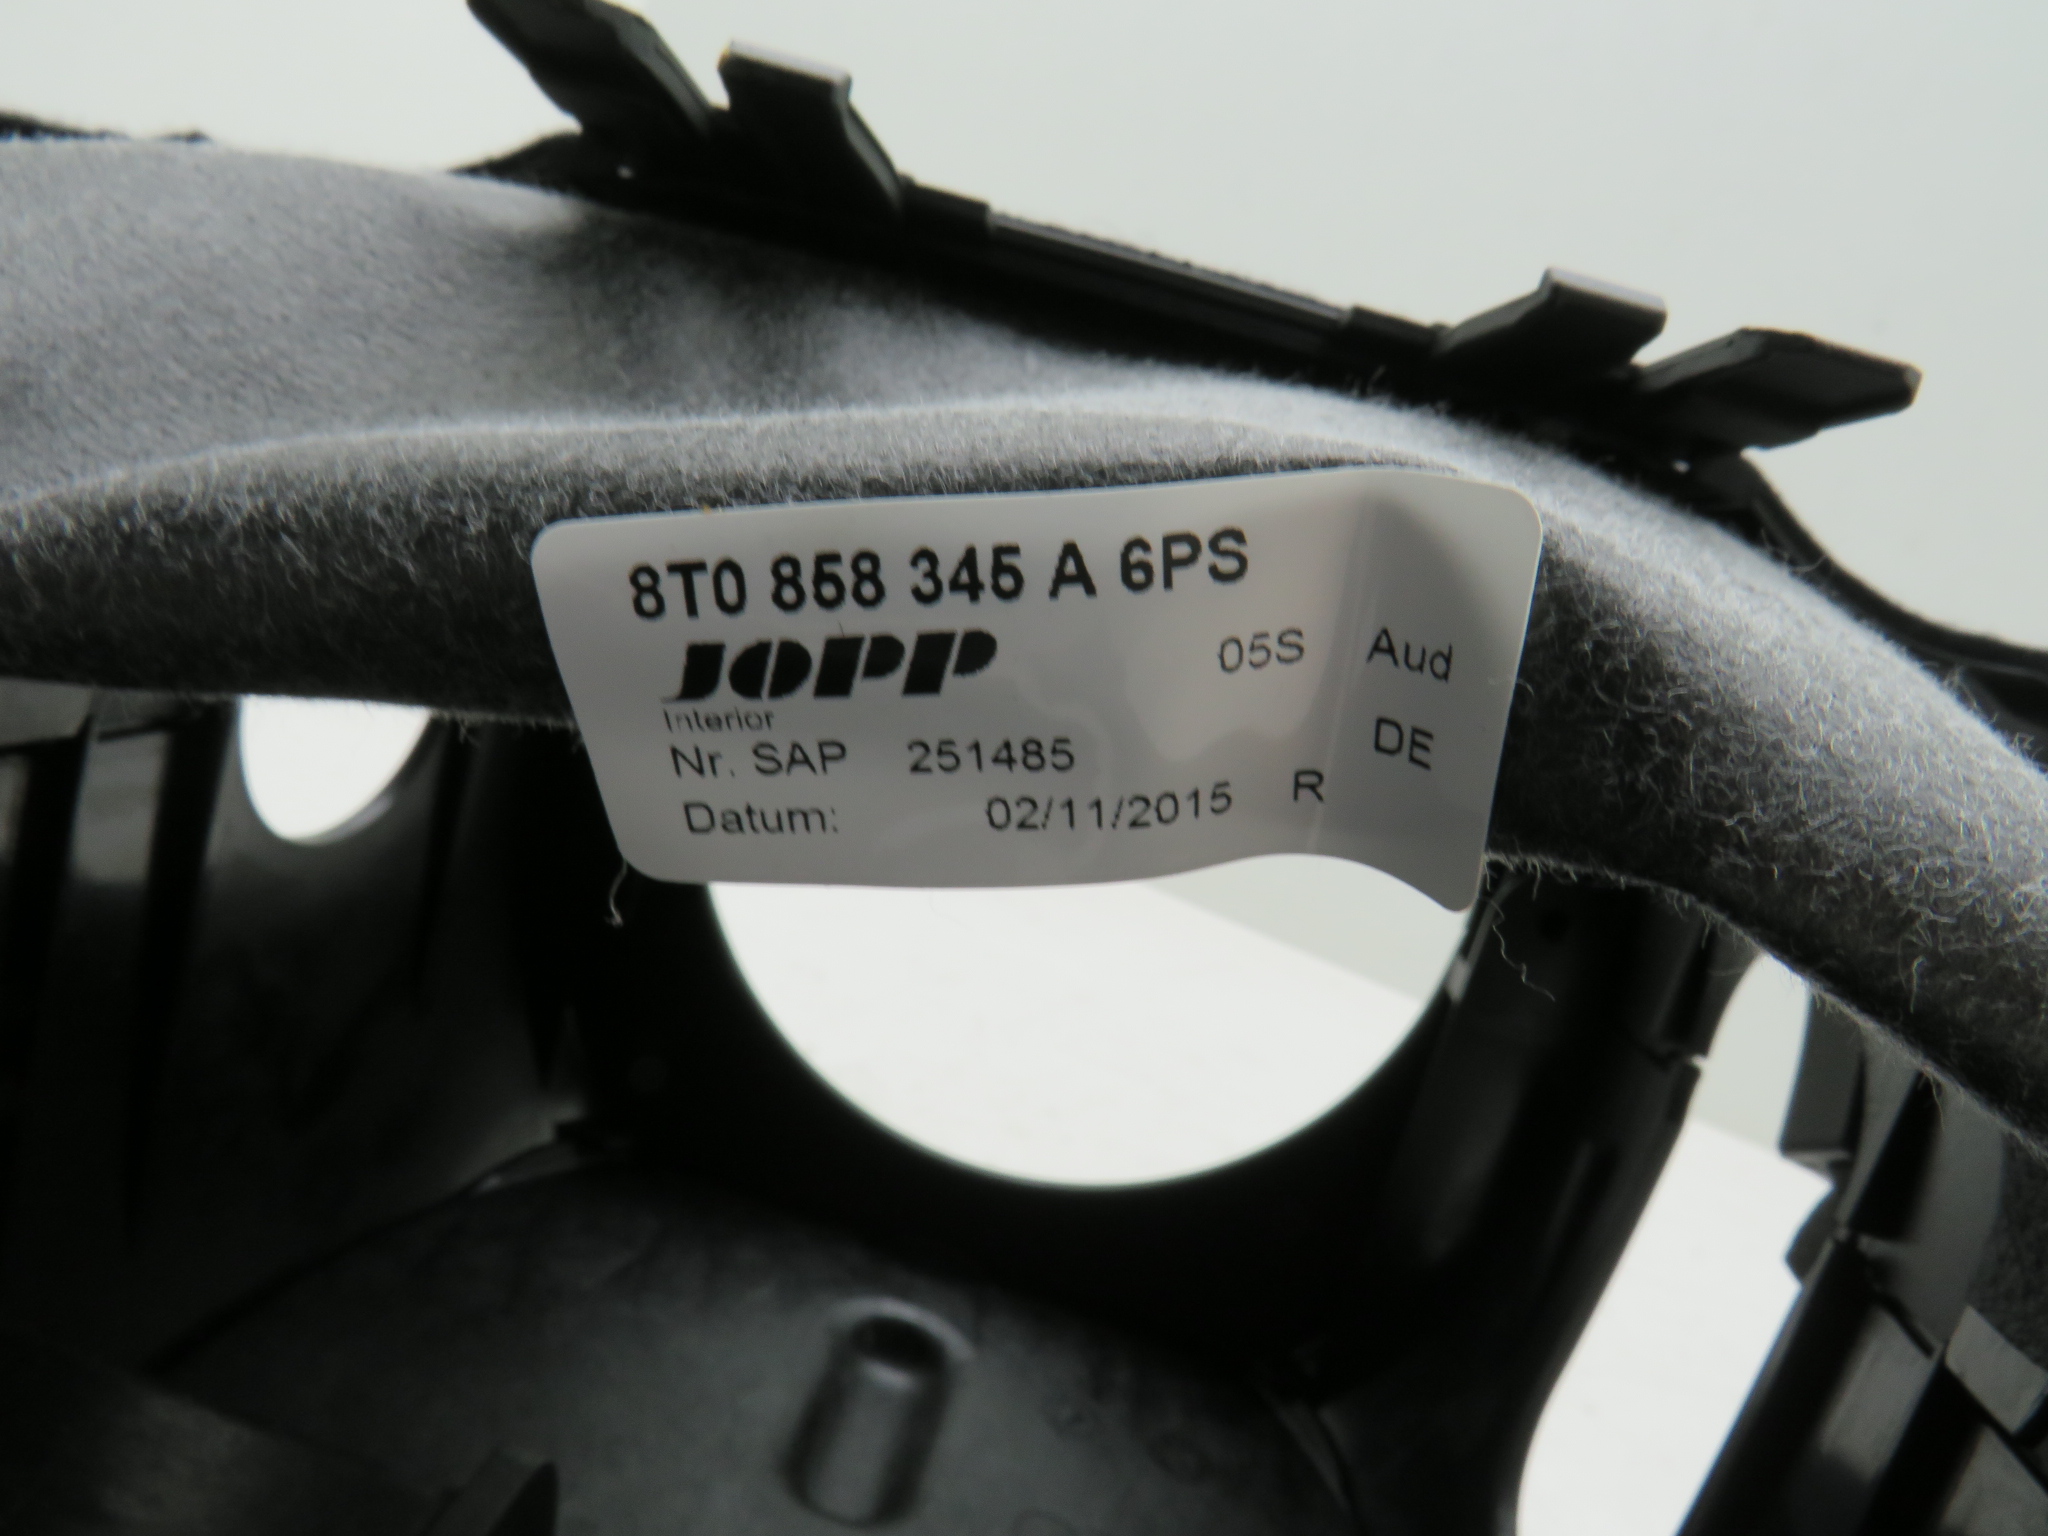 8T0 858 345 A 6PS
JOPP 05S Aud
Interior
Nr. SAP 251485 DE
Datum: 02/11/2015 R